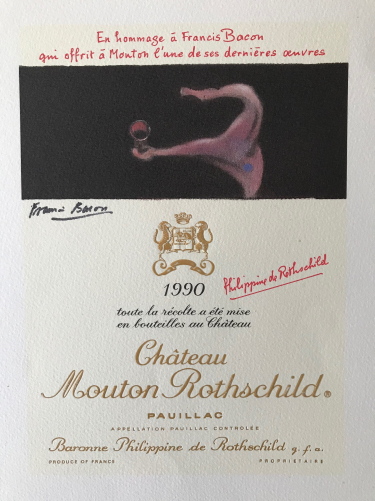 En hommage à Francis Bacon
qui offrit à Mouton l'une de ses dernières œuvres
Francis Bacon
1990
Philippine de Rothschild
toute la récolte a été mise
en bouteilles au Château
Château
Mouton Rothschild®
PAUILLAC
APPELLATION PAUILLAC CONTROLÉE
Baronne Philippine de Rothschild g.f.a.
PRODUCE OF FRANCE PROPRIETAIRE